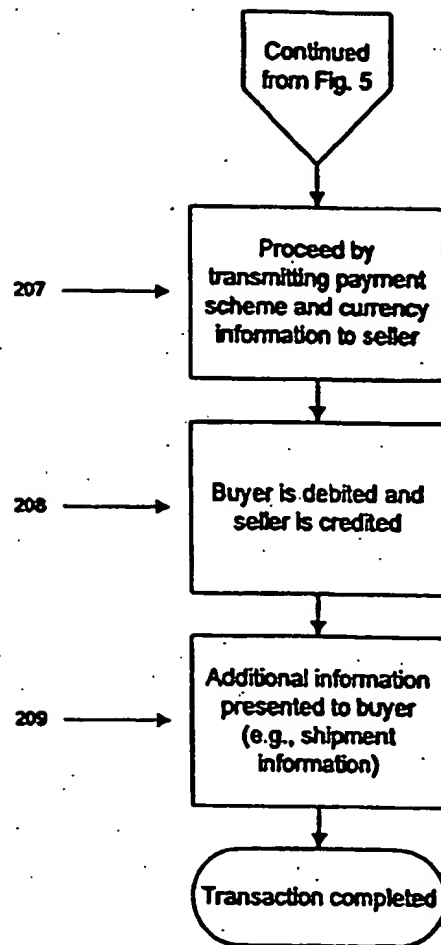 Continued
from Fig. 5
207
Proceed by
transmitting payment
scheme and currency
information to seller
208
Buyer is debited and
seller is credited
209
Additional information
presented to buyer
(e.g., shipment
information)
Transaction completed